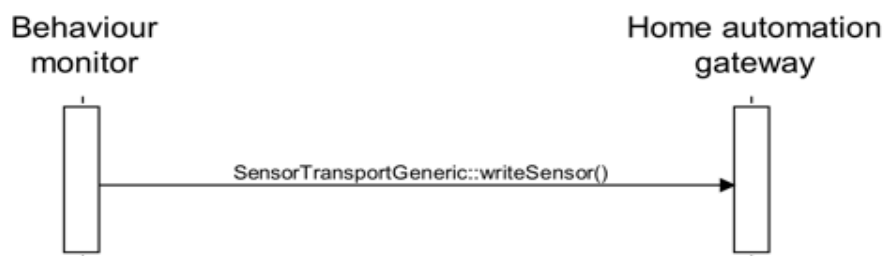 Behaviour
monitor
Home automation
gateway
SensorTransportGeneric::writeSensor()